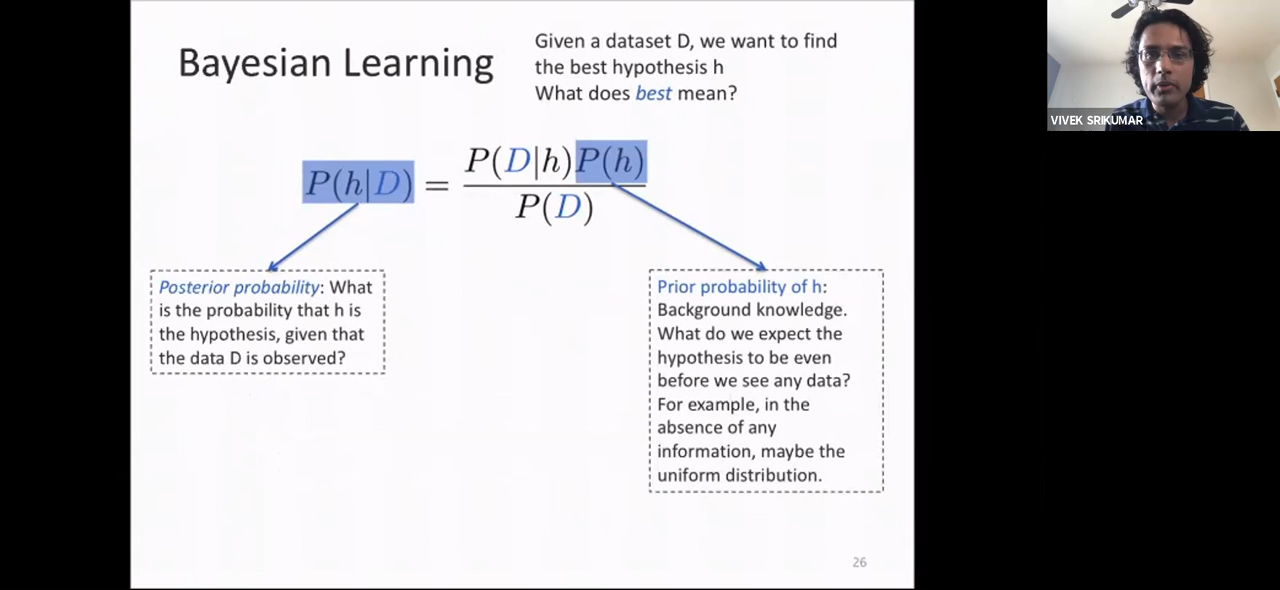 Bayesian Learning
Given a dataset D, we want to find
the best hypothesis h
What does best mean?
P(h|D) = P(D|h)P(h) / P(D)
Posterior probability: What
is the probability that h is
the hypothesis, given that
the data D is observed?
Prior probability of h:
Background knowledge.
What do we expect the
hypothesis to be even
before we see any data?
For example, in the
absence of any
information, maybe the
uniform distribution.
26
VIVEK SRIKUMAR